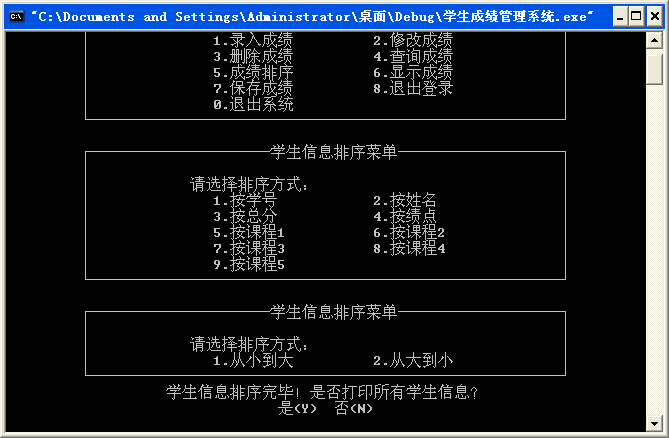 "C:\Documents and Settings\Administrator\桌面\Debug\学生成绩管理系统.exe"
1.录入成绩 2.修改成绩
3.删除成绩 4.查询成绩
5.成绩排序 6.显示成绩
7.保存成绩 8.退出登录
0.退出系统
学生信息排序菜单
请选择排序方式:
1.按学号 2.按姓名
3.按总分 4.按绩点
5.按课程1 6.按课程2
7.按课程3 8.按课程4
9.按课程5
学生信息排序菜单
请选择排序方式:
1.从小到大 2.从大到小
学生信息排序完毕! 是否打印所有学生信息?
是(Y) 否(N)